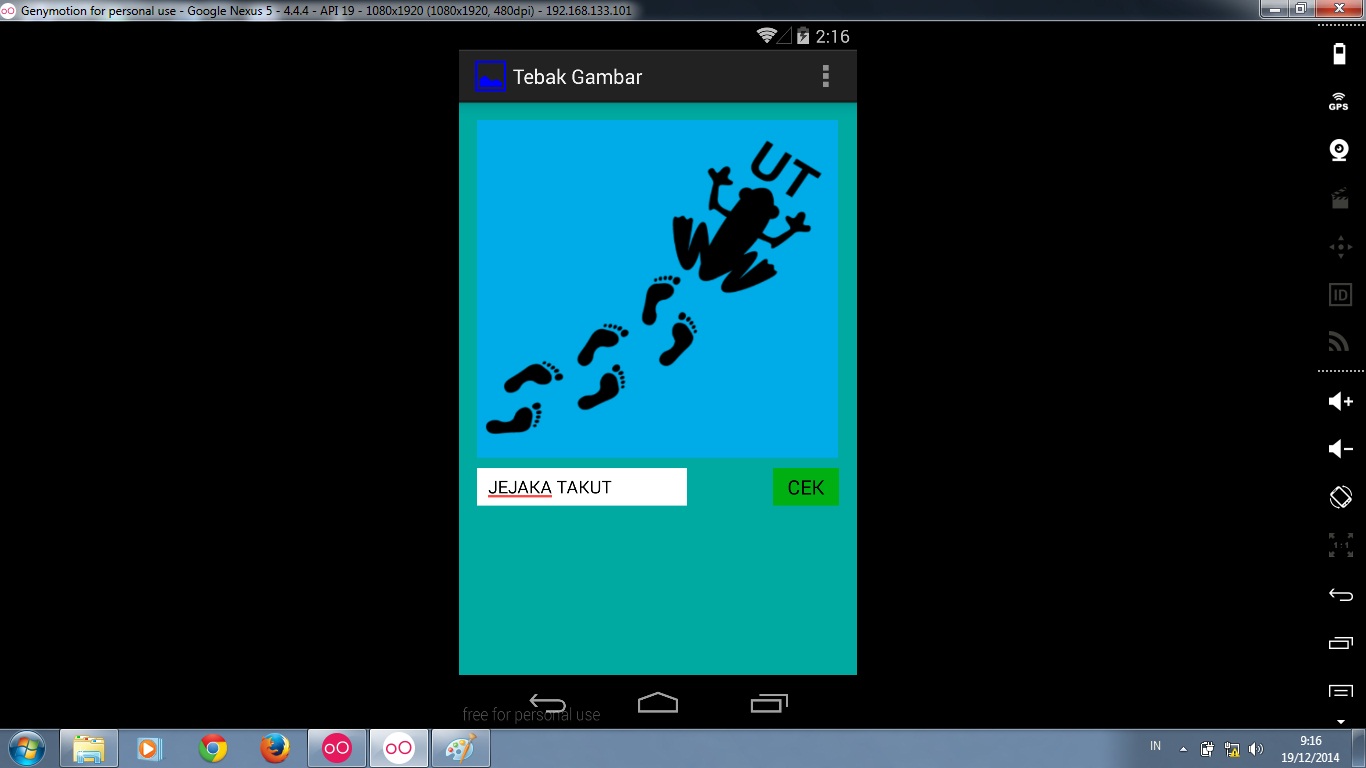 Genymotion for personal use - Google Nexus 5 - 4.4.4 - API 19 - 1080x1920 (1080x1920, 480dpi) - 192.168.133.101
2:16
Tebak Gambar
GPS
UT
ID
1:1
JEJAKA TAKUT
CEK
free for personal use
IN
9:16
19/12/2014